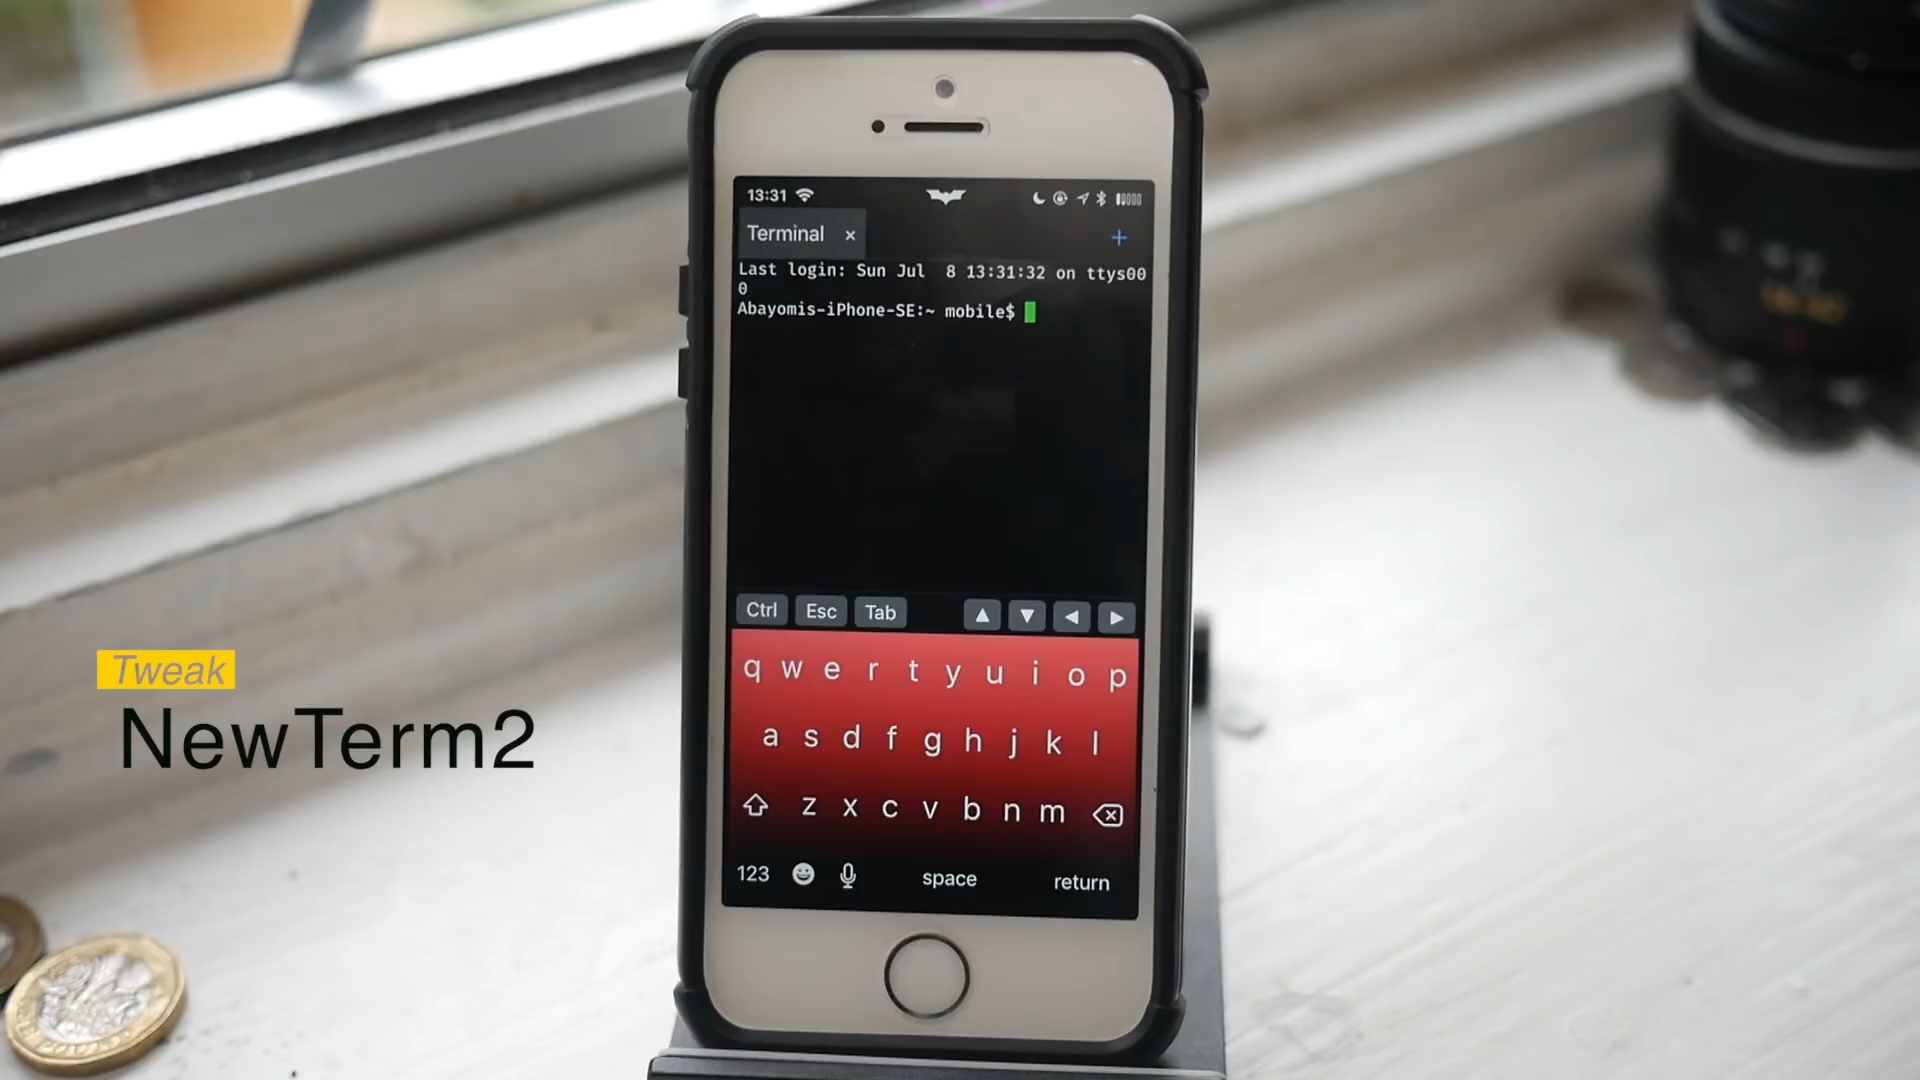 13:31
Terminal ×
+
Last login: Sun Jul 8 13:31:32 on ttys00
0
Abayomis-iPhone-SE:~ mobile$
Ctrl Esc Tab ▲ ▼ ◀ ▶
q w e r t y u i o p
a s d f g h j k l
z x c v b n m
123 space return
Tweak
NewTerm2